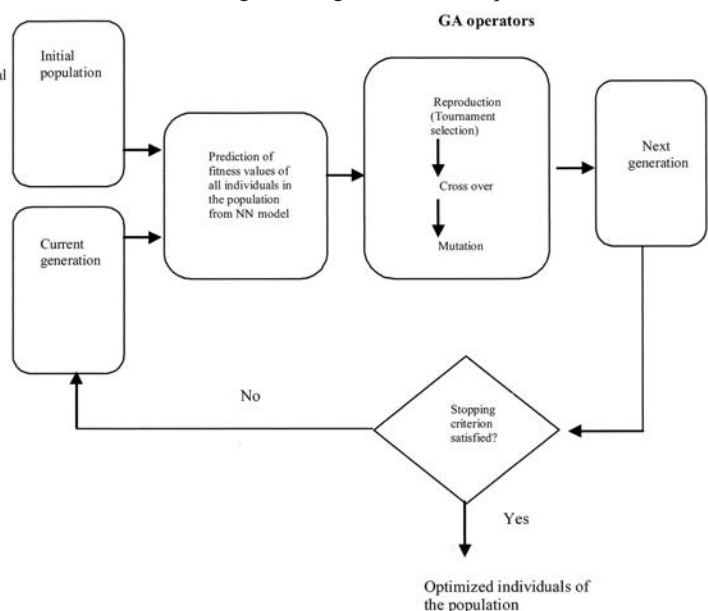 GA operators
Initial
population
al
Reproduction
(Tournament
selection)
Cross over
Mutation
Next
generation
Prediction of
fitness values of
all individuals in
the population
from NN model
Current
generation
No
Stopping
criterion
satisfied?
Yes
Optimized individuals of
the population